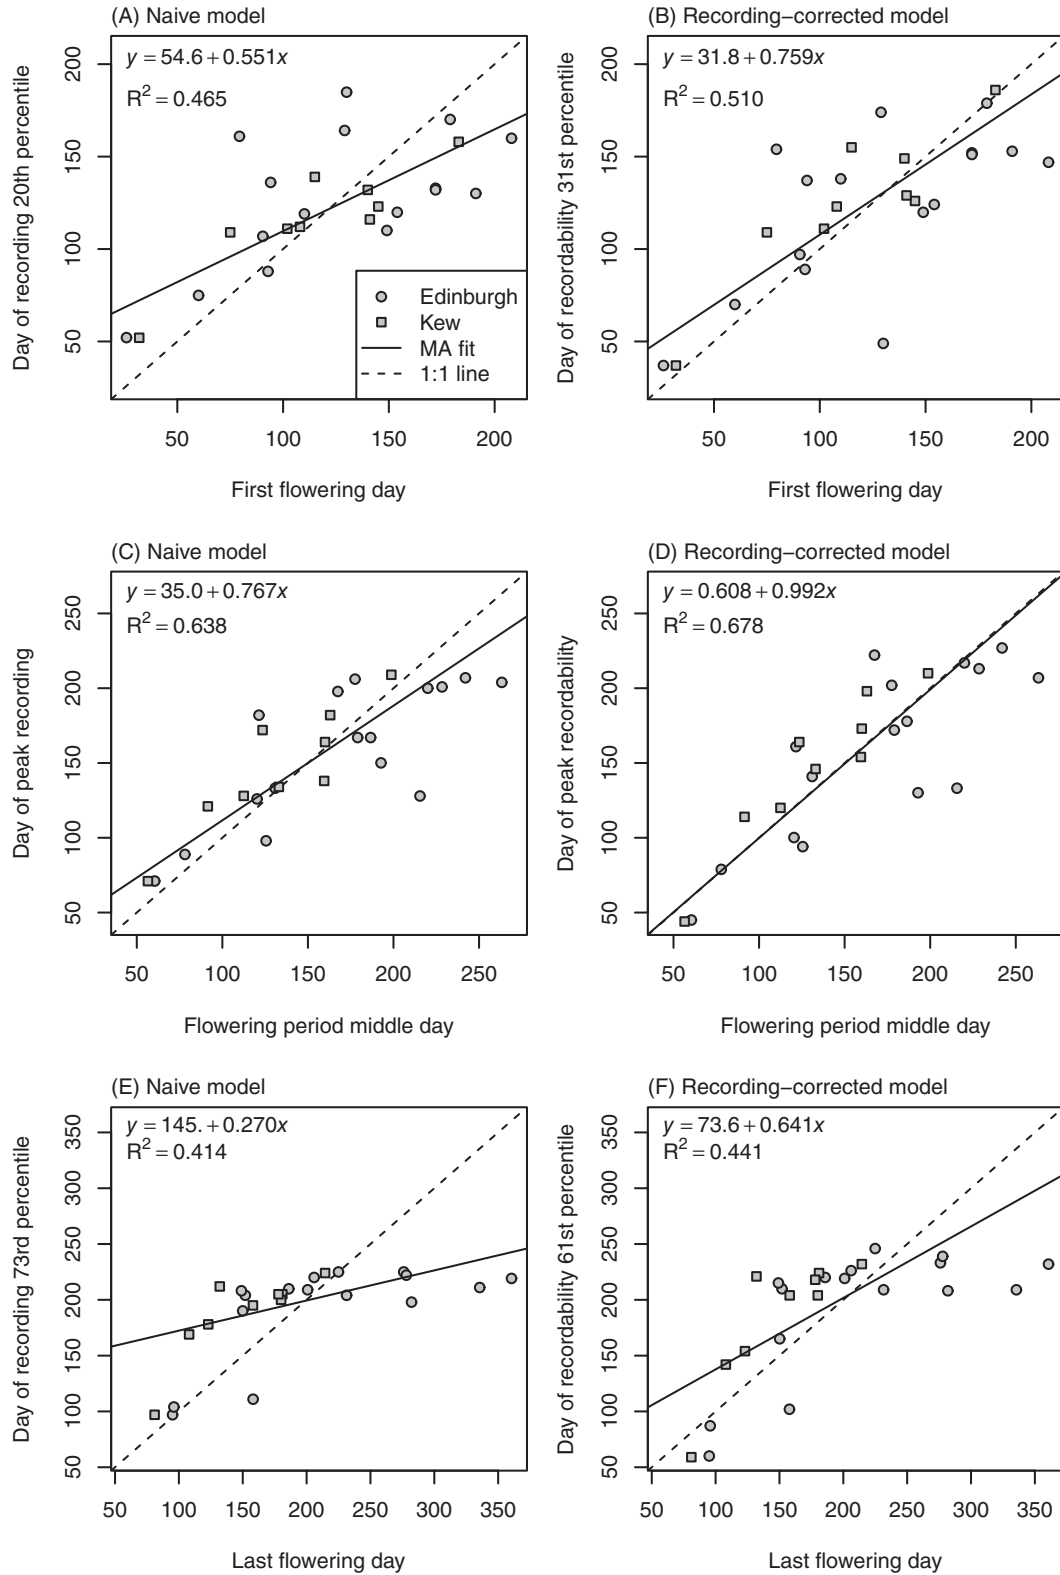 (A) Naive model
y = 54.6 + 0.551x
R² = 0.465
Day of recording 20th percentile
50 100 150 200
50 100 150 200
First flowering day
Edinburgh
Kew
MA fit
1:1 line
(B) Recording−corrected model
y = 31.8 + 0.759x
R² = 0.510
Day of recordability 31st percentile
50 100 150 200
50 100 150 200
First flowering day
(C) Naive model
y = 35.0 + 0.767x
R² = 0.638
Day of peak recording
50 100 150 200 250
50 100 150 200 250
Flowering period middle day
(D) Recording−corrected model
y = 0.608 + 0.992x
R² = 0.678
Day of peak recordability
50 100 150 200 250
50 100 150 200 250
Flowering period middle day
(E) Naive model
y = 145. + 0.270x
R² = 0.414
Day of recording 73rd percentile
50 100 150 200 250 300 350
50 100 150 200 250 300 350
Last flowering day
(F) Recording−corrected model
y = 73.6 + 0.641x
R² = 0.441
Day of recordability 61st percentile
50 100 150 200 250 300 350
50 100 150 200 250 300 350
Last flowering day